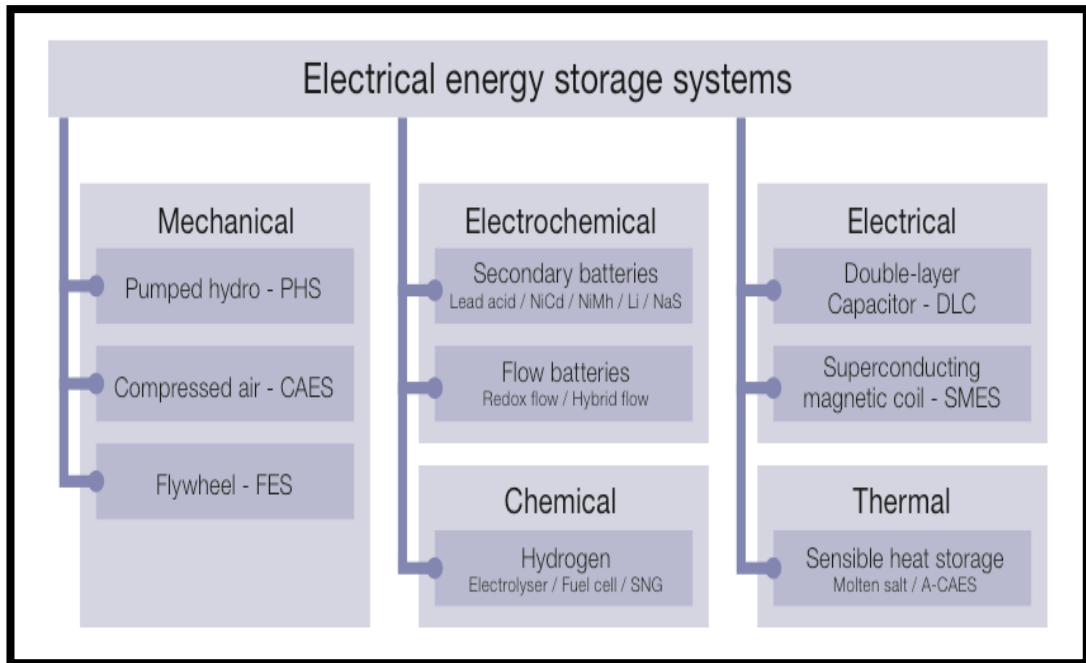 Electrical energy storage systems
Mechanical
Pumped hydro - PHS
Compressed air - CAES
Flywheel - FES
Electrochemical
Secondary batteries
Lead acid / NiCd / NiMh / Li / NaS
Flow batteries
Redox flow / Hybrid flow
Chemical
Hydrogen
Electrolyser / Fuel cell / SNG
Electrical
Double-layer
Capacitor - DLC
Superconducting
magnetic coil - SMES
Thermal
Sensible heat storage
Molten salt / A-CAES